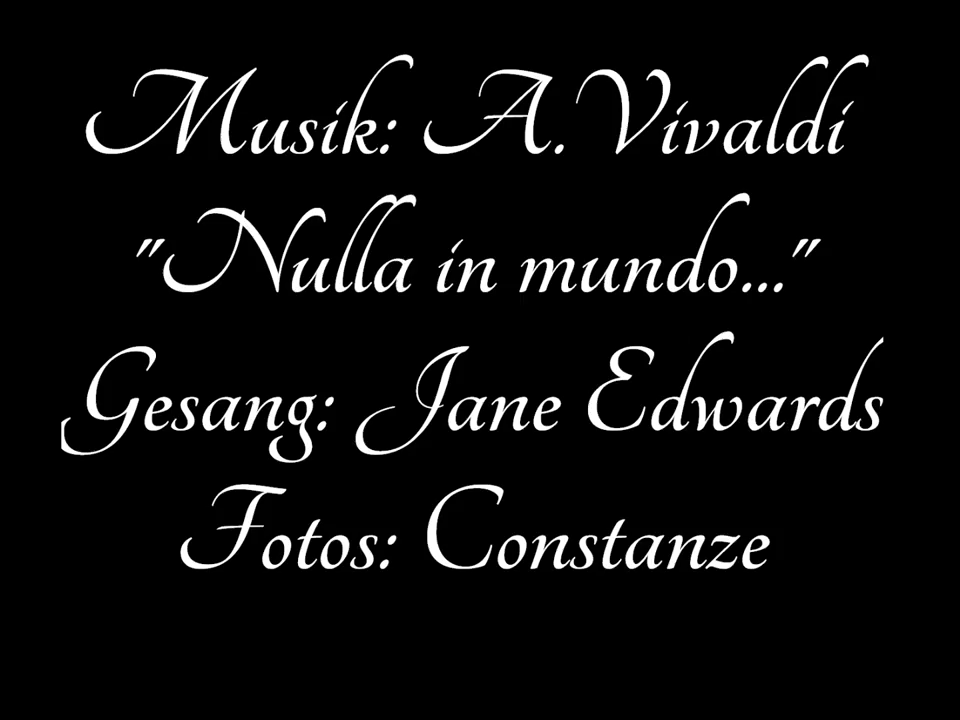 Musik: A.Vivaldi
"Nulla in mundo..."
Gesang: Jane Edwards
Fotos: Constanze